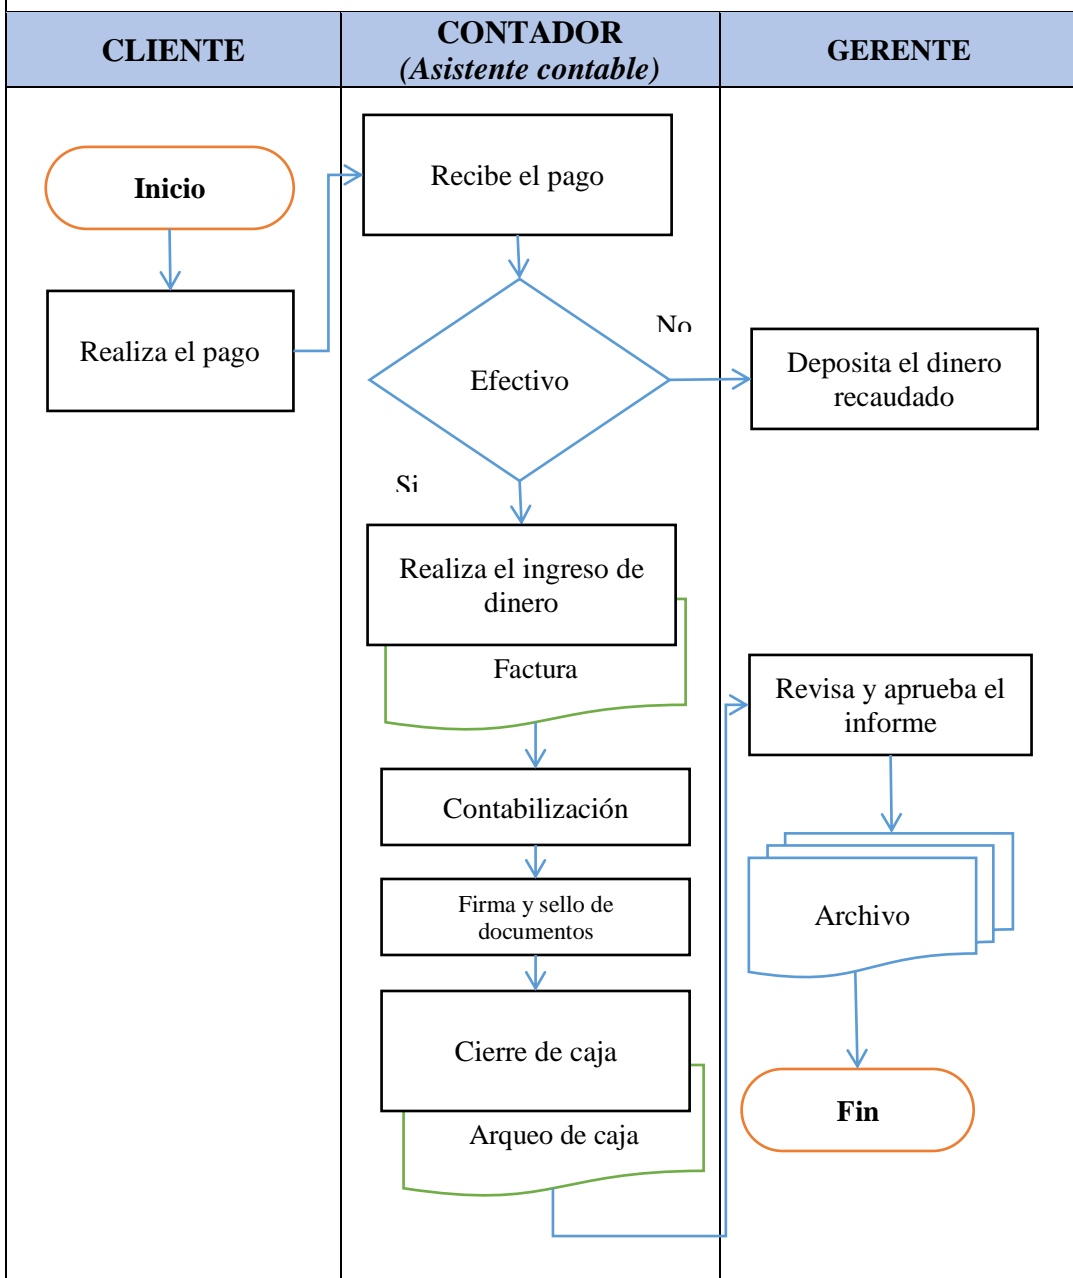 CLIENTE
CONTADOR
(Asistente contable)
GERENTE
Inicio
Realiza el pago
Recibe el pago
Efectivo
No
Deposita el dinero
recaudado
Si
Realiza el ingreso de
dinero
Factura
Contabilización
Firma y sello de
documentos
Cierre de caja
Arqueo de caja
Revisa y aprueba el
informe
Archivo
Fin